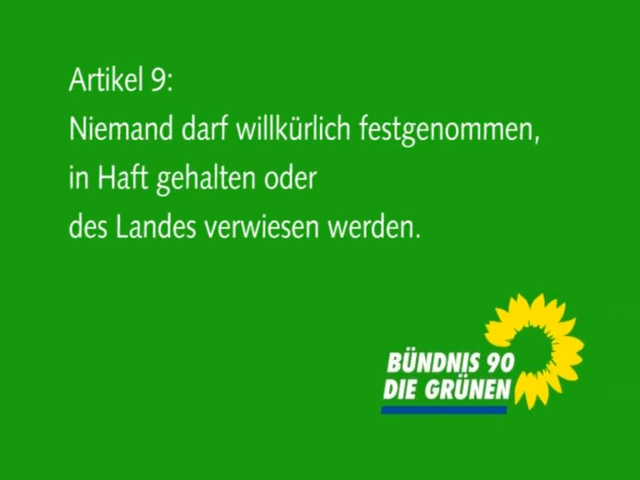 Artikel 9:
Niemand darf willkürlich festgenommen,
in Haft gehalten oder
des Landes verwiesen werden.
BÜNDNIS 90
DIE GRÜNEN